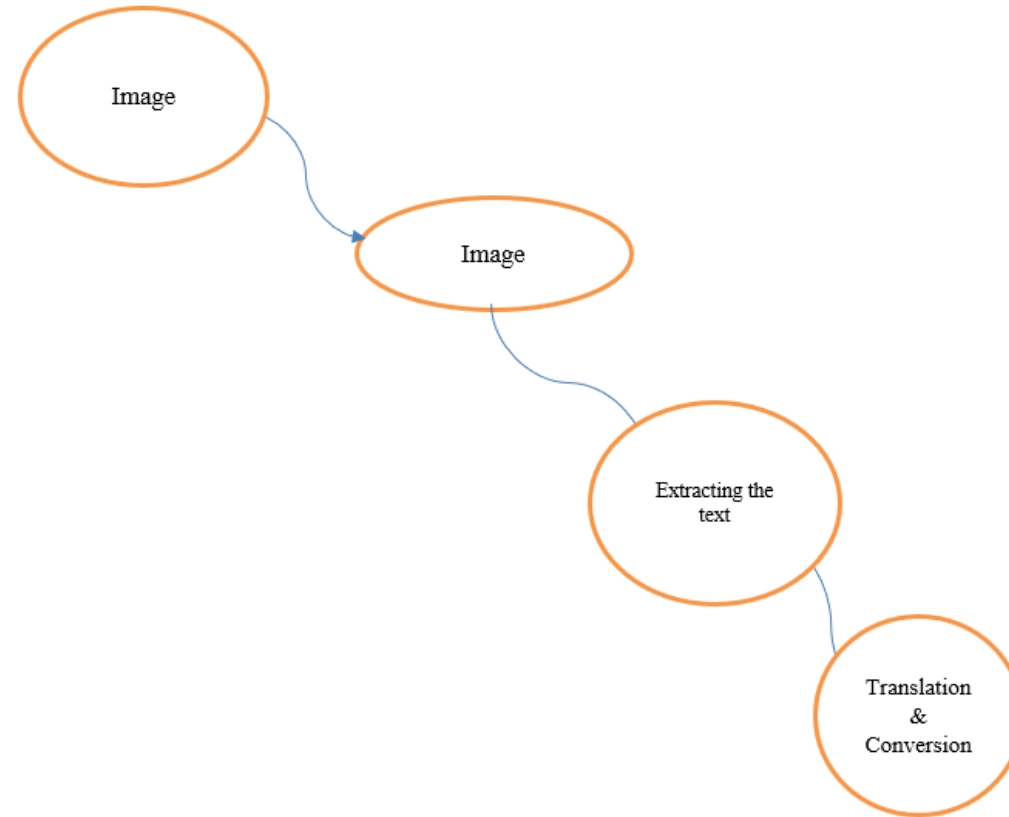 Image
Image
Extracting the
text
Translation
&
Conversion